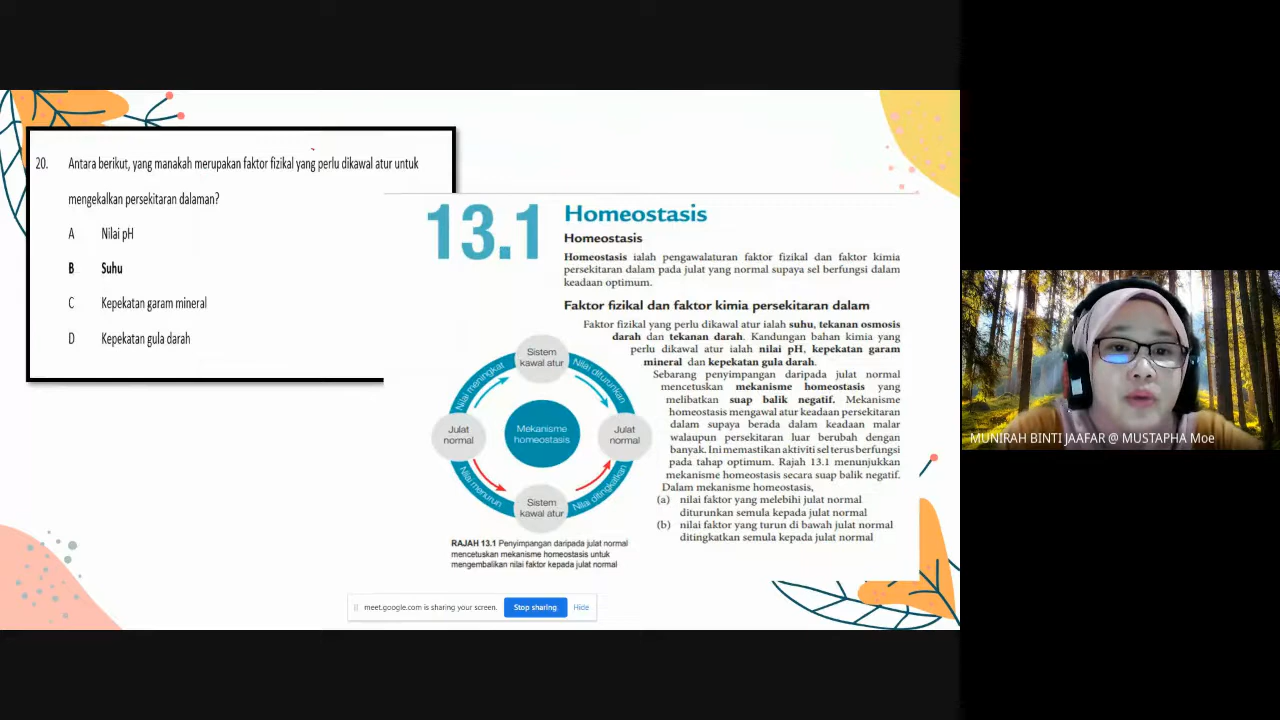 20. Antara berikut, yang manakah merupakan faktor fizikal yang perlu dikawal atur untuk
mengekalkan persekitaran dalaman?
A Nilai pH
B Suhu
C Kepekatan garam mineral
D Kepekatan gula darah
13.1
Homeostasis
Homeostasis
Homeostasis ialah pengawalaturan faktor fizikal dan faktor kimia
persekitaran dalam pada julat yang normal supaya sel berfungsi dalam
keadaan optimum.
Faktor fizikal dan faktor kimia persekitaran dalam
Faktor fizikal yang perlu dikawal atur ialah suhu, tekanan osmosis
darah dan tekanan darah. Kandungan bahan kimia yang
perlu dikawal atur ialah nilai pH, kepekatan garam
mineral dan kepekatan gula darah.
Sebarang penyimpangan daripada julat normal
mencetuskan mekanisme homeostasis yang
melibatkan suap balik negatif. Mekanisme
homeostasis mengawal atur keadaan persekitaran
dalam supaya berada dalam keadaan malar
walaupun persekitaran luar berubah dengan
banyak. Ini memastikan aktiviti sel terus berfungsi
pada tahap optimum. Rajah 13.1 menunjukkan
mekanisme homeostasis secara suap balik negatif.
Dalam mekanisme homeostasis,
(a) nilai faktor yang melebihi julat normal
diturunkan semula kepada julat normal
(b) nilai faktor yang turun di bawah julat normal
ditingkatkan semula kepada julat normal
Sistem
kawal atur
Nilai meningkat
Nilai diturunkan
Julat
normal
Mekanisme
homeostasis
Julat
normal
Nilai menurun
Nilai ditingkatkan
Sistem
kawal atur
RAJAH 13.1 Penyimpangan daripada julat normal
mencetuskan mekanisme homeostasis untuk
mengembalikan nilai faktor kepada julat normal
meet.google.com is sharing your screen.
Stop sharing
Hide
MUNIRAH BINTI JAAFAR @ MUSTAPHA Moe